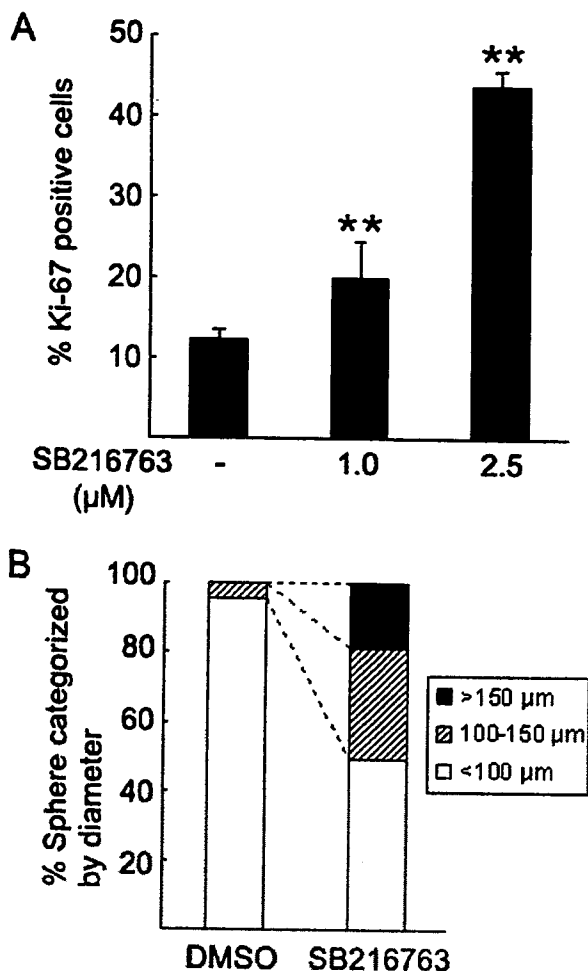 A
% Ki-67 positive cells
50
40
30
20
10
**
**
SB216763 - 1.0 2.5
(µM)
B
% Sphere categorized
by diameter
100
80
60
40
20
>150 µm
100-150 µm
<100 µm
DMSO SB216763